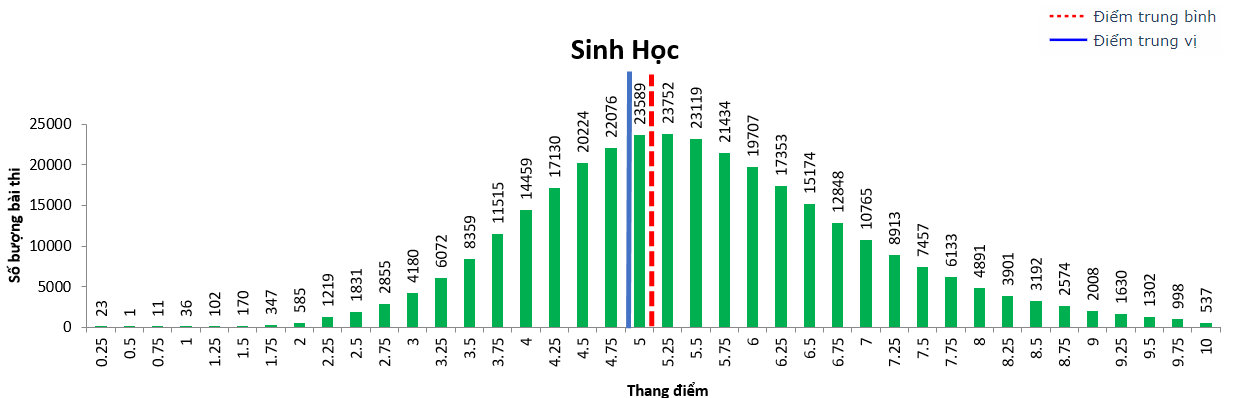 Điểm trung bình
Điểm trung vị
Sinh Học
Số bượng bài thi
25000
20000
15000
10000
5000
0
23 1 11 36 102 170 347 585 1219 1831 2855 4180 6072 8359 11515 14459 17130 20224 22076 23589 23752 23119 21434 19707 17353 15174 12848 10765 8913 7457 6133 4891 3901 3192 2574 2008 1630 1302 998 537
0.25 0.5 0.75 1 1.25 1.5 1.75 2 2.25 2.5 2.75 3 3.25 3.5 3.75 4 4.25 4.5 4.75 5 5.25 5.5 5.75 6 6.25 6.5 6.75 7 7.25 7.5 7.75 8 8.25 8.5 8.75 9 9.25 9.5 9.75 10
Thang điểm